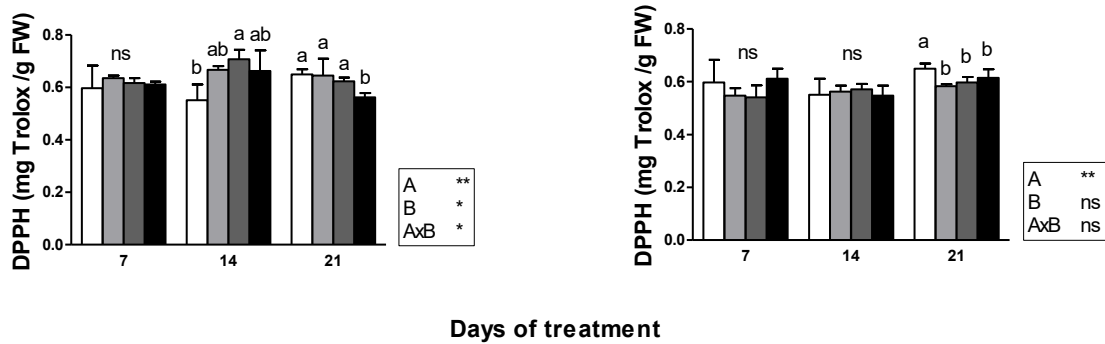 DPPH (mg Trolox /g FW)
0.8
0.6
0.4
0.2
0.0
ns
b ab a ab
a a a b
7 14 21
A **
B *
AxB *
DPPH (mg Trolox /g FW)
0.8
0.6
0.4
0.2
0.0
ns
ns
a b b b
7 14 21
A **
B ns
AxB ns
Days of treatment